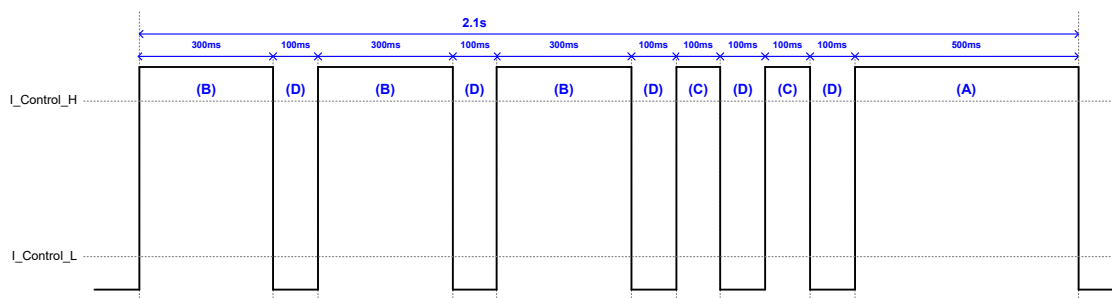 2.1s
300ms 100ms 300ms 100ms 300ms 100ms 100ms 100ms 100ms 100ms 500ms
(B) (D) (B) (D) (B) (D) (C) (D) (C) (D) (A)
I_Control_H
I_Control_L